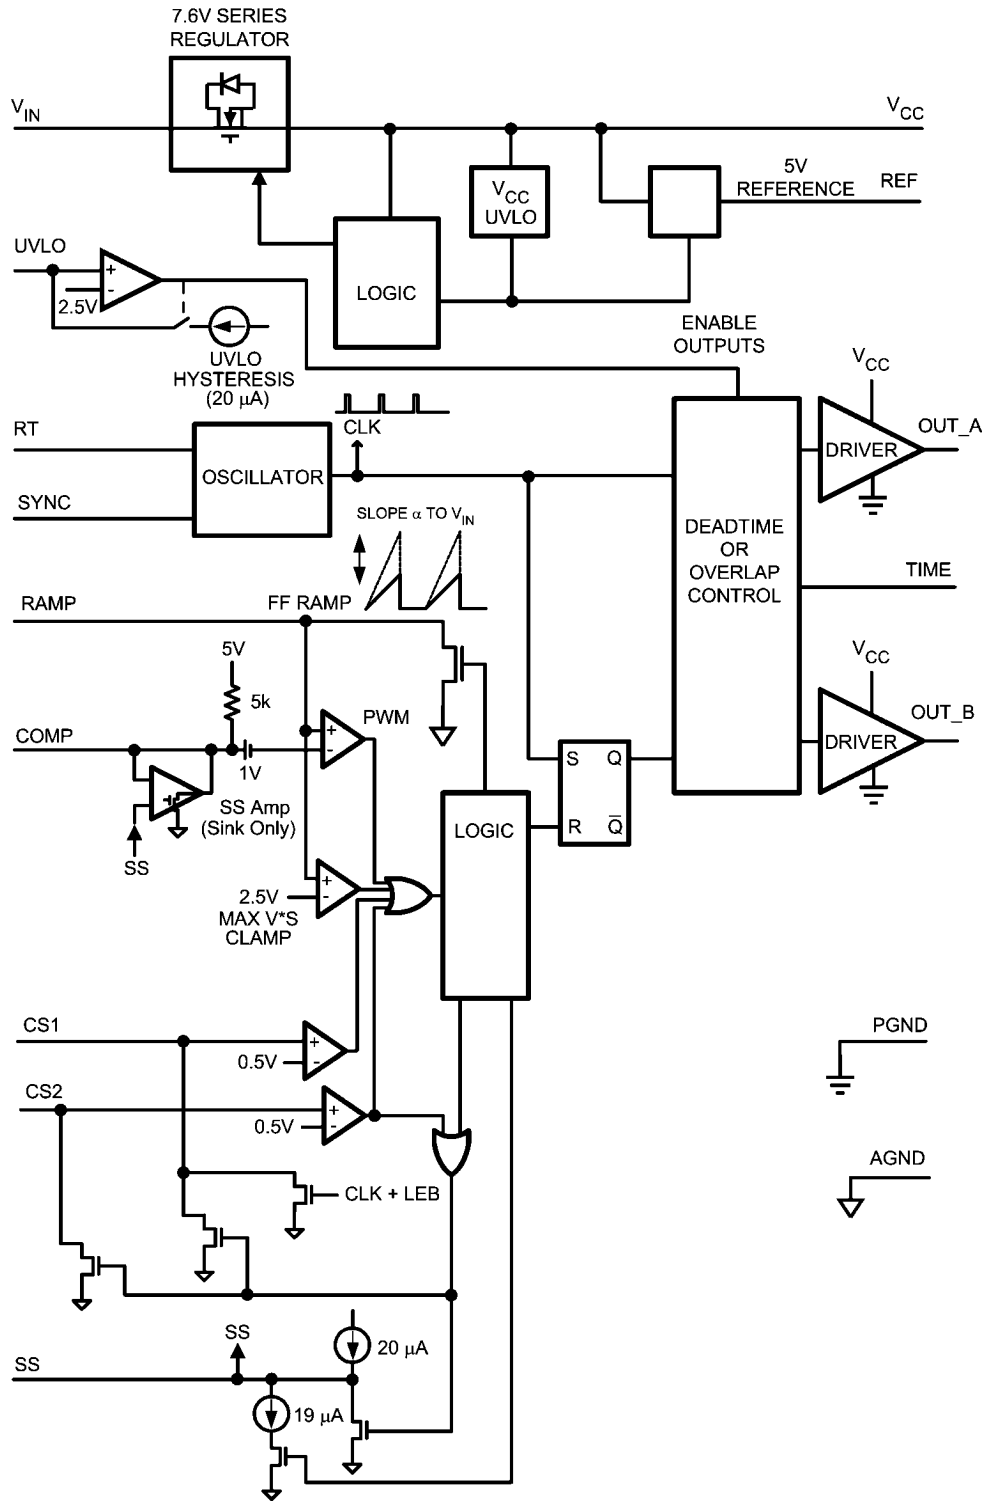 7.6V SERIES
REGULATOR
VIN
VCC
5V
REFERENCE
REF
VCC
UVLO
UVLO
+
-
2.5V
LOGIC
UVLO
HYSTERESIS
(20 μA)
ENABLE
OUTPUTS
VCC
OUT_A
DRIVER
RT
CLK
OSCILLATOR
SYNC
SLOPE α TO VIN
DEADTIME
OR
OVERLAP
CONTROL
TIME
RAMP
FF RAMP
5V
5k
VCC
OUT_B
DRIVER
COMP
PWM
+
-
1V
SS Amp
(Sink Only)
SS
S Q
R Q̅
LOGIC
+
2.5V -
MAX V*S
CLAMP
CS1
+
0.5V -
PGND
CS2
+
0.5V -
AGND
CLK + LEB
SS
20 μA
SS
19 μA